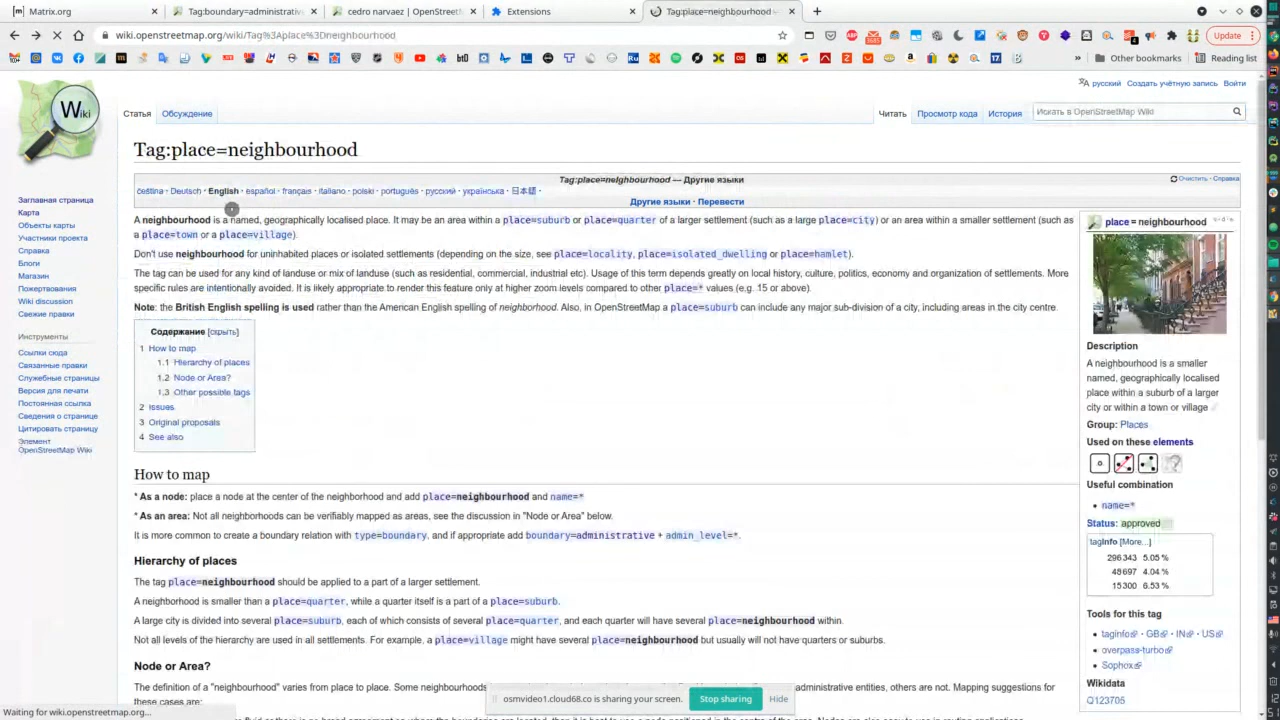 Matrix.org
Tag:boundary=administrativ
cedro narvaez | OpenStreetM
Extensions
Tag:place=neighbourhood
wiki.openstreetmap.org/wiki/Tag%3Aplace%3Dneighbourhood
Update
Other bookmarks
Reading list
русский
Создать учётную запись
Войти
Wiki
Статья
Обсуждение
Читать
Просмотр кода
История
Искать в OpenStreetMap Wiki
Tag:place=neighbourhood
Tag:place=neighbourhood — Другие языки
Очистить · Справка
čeština · Deutsch · English · español · français · italiano · polski · português · русский · українська · 日本語 ·
Другие языки · Перевести
Заглавная страница
Карта
Объекты карты
Участники проекта
Справка
Блоги
Магазин
Пожертвования
Wiki discussion
Свежие правки
Инструменты
Ссылки сюда
Связанные правки
Служебные страницы
Версия для печати
Постоянная ссылка
Сведения о странице
Цитировать страницу
Элемент
OpenStreetMap Wiki
A neighbourhood is a named, geographically localised place. It may be an area within a place=suburb or place=quarter of a larger settlement (such as a large place=city) or an area within a smaller settlement (such as
a place=town or a place=village).
Don't use neighbourhood for uninhabited places or isolated settlements (depending on the size, see place=locality, place=isolated_dwelling or place=hamlet).
The tag can be used for any kind of landuse or mix of landuse (such as residential, commercial, industrial etc). Usage of this term depends greatly on local history, culture, politics, economy and organization of settlements. More
specific rules are intentionally avoided. It is likely appropriate to render this feature only at higher zoom levels compared to other place=* values (e.g. 15 or above).
Note: the British English spelling is used rather than the American English spelling of neighborhood. Also, in OpenStreetMap a place=suburb can include any major sub-division of a city, including areas in the city centre.
Содержание [скрыть]
1 How to map
1.1 Hierarchy of places
1.2 Node or Area?
1.3 Other possible tags
2 Issues
3 Original proposals
4 See also
How to map
* As a node: place a node at the center of the neighborhood and add place=neighbourhood and name=*
* As an area: Not all neighborhoods can be verifiably mapped as areas, see the discussion in "Node or Area" below.
It is more common to create a boundary relation with type=boundary, and if appropriate add boundary=administrative + admin_level=*.
Hierarchy of places
The tag place=neighbourhood should be applied to a part of a larger settlement.
A neighborhood is smaller than a place=quarter, while a quarter itself is a part of a place=suburb.
A large city is divided into several place=suburb, each of which consists of several place=quarter, and each quarter will have several place=neighbourhood within.
Not all levels of the hierarchy are used in all settlements. For example, a place=village might have several place=neighbourhood but usually will not have quarters or suburbs.
Node or Area?
The definition of a "neighbourhood" varies from place to place. Some neighbourhoods
administrative entities, others are not. Mapping suggestions for
these cases are:
place = neighbourhood
Description
A neighbourhood is a smaller
named, geographically localised
place within a suburb of a larger
city or within a town or village
Group: Places
Used on these elements
Useful combination
• name=*
Status: approved
taginfo [More...]
296 343 5.05 %
48 697 4.04 %
15 300 6.53 %
Tools for this tag
• taginfo · GB · IN · US
• overpass-turbo
• Sophox
Wikidata
Q123705
osmvideo1.cloud68.co is sharing your screen.
Stop sharing
Hide
Waiting for wiki.openstreetmap.org...